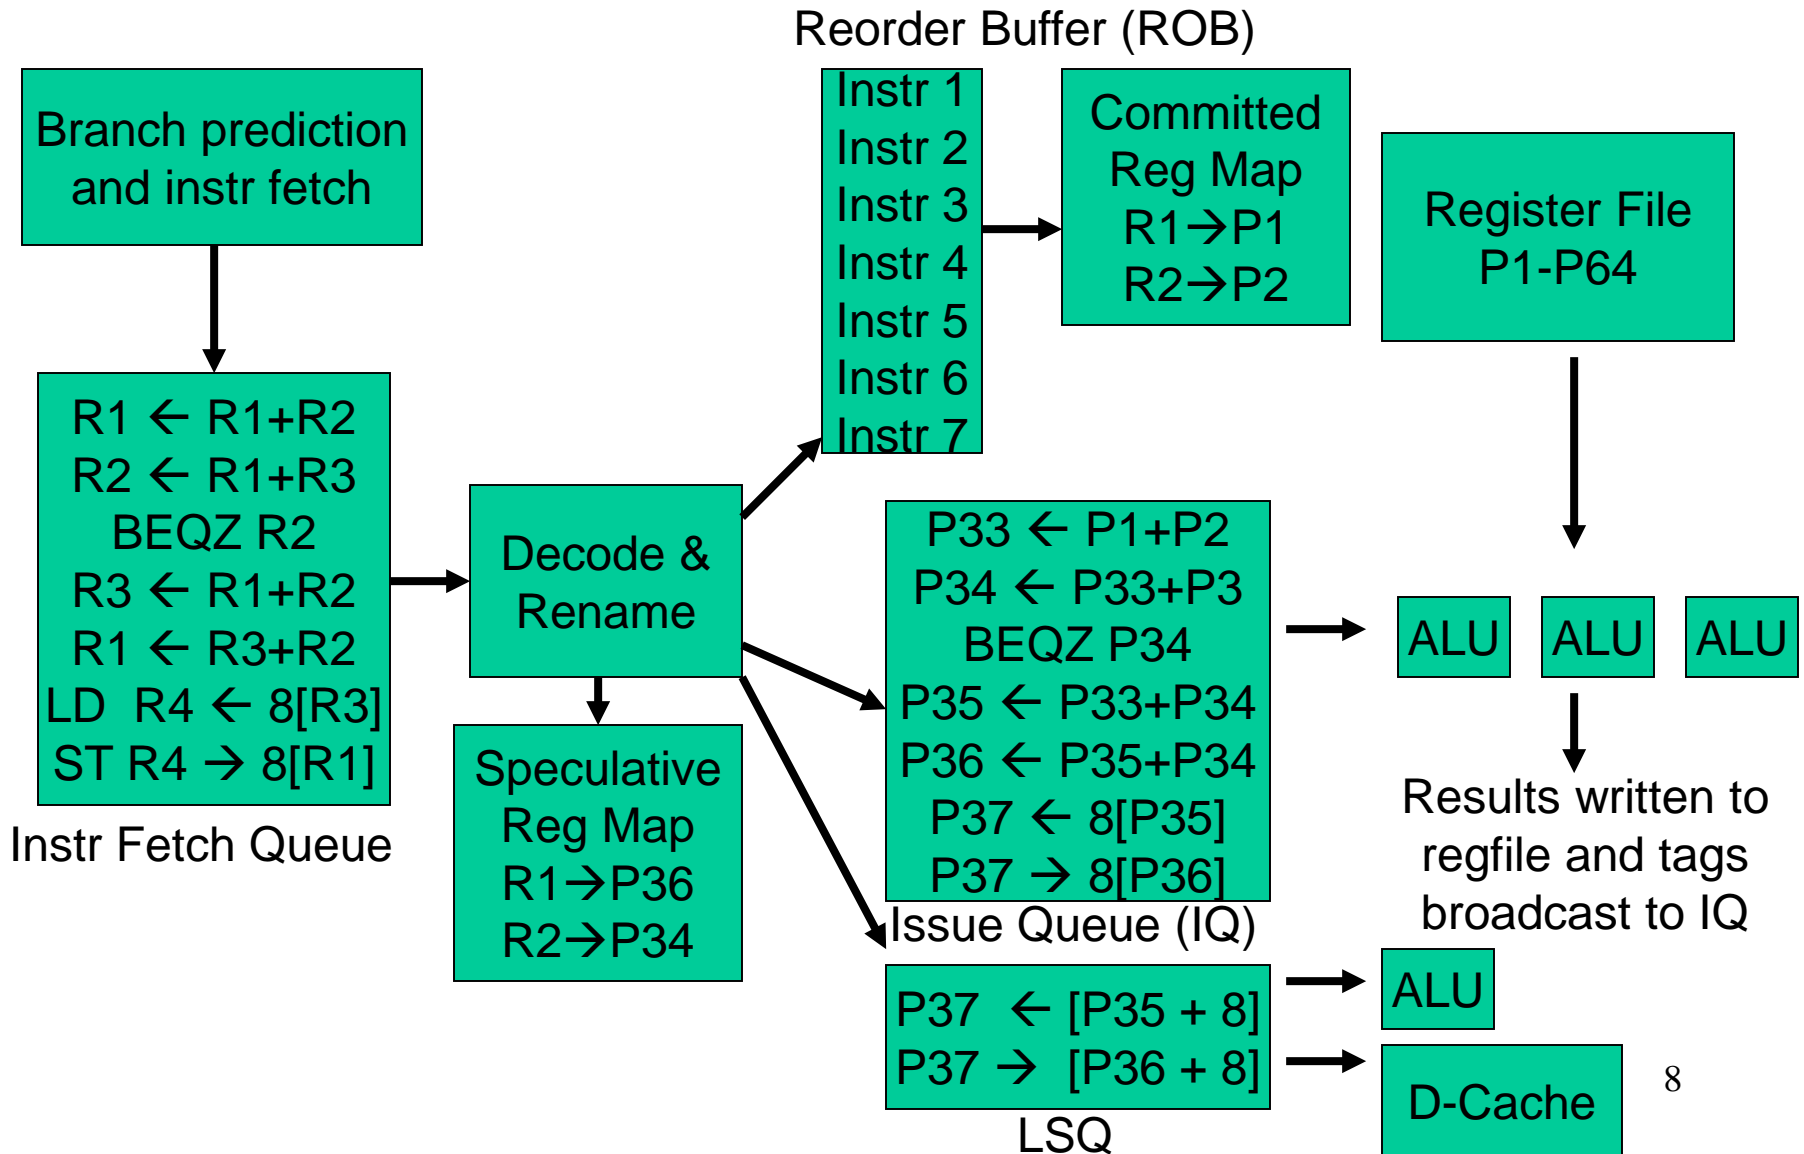 Reorder Buffer (ROB)
Branch prediction
and instr fetch
Instr 1
Instr 2
Instr 3
Instr 4
Instr 5
Instr 6
Instr 7
Committed
Reg Map
R1→P1
R2→P2
Register File
P1-P64
R1 ← R1+R2
R2 ← R1+R3
BEQZ R2
R3 ← R1+R2
R1 ← R3+R2
LD R4 ← 8[R3]
ST R4 → 8[R1]
Instr Fetch Queue
Decode &
Rename
Speculative
Reg Map
R1→P36
R2→P34
P33 ← P1+P2
P34 ← P33+P3
BEQZ P34
P35 ← P33+P34
P36 ← P35+P34
P37 ← 8[P35]
P37 → 8[P36]
Issue Queue (IQ)
ALU
ALU
ALU
Results written to
regfile and tags
broadcast to IQ
P37 ← [P35 + 8]
P37 → [P36 + 8]
LSQ
ALU
D-Cache
8